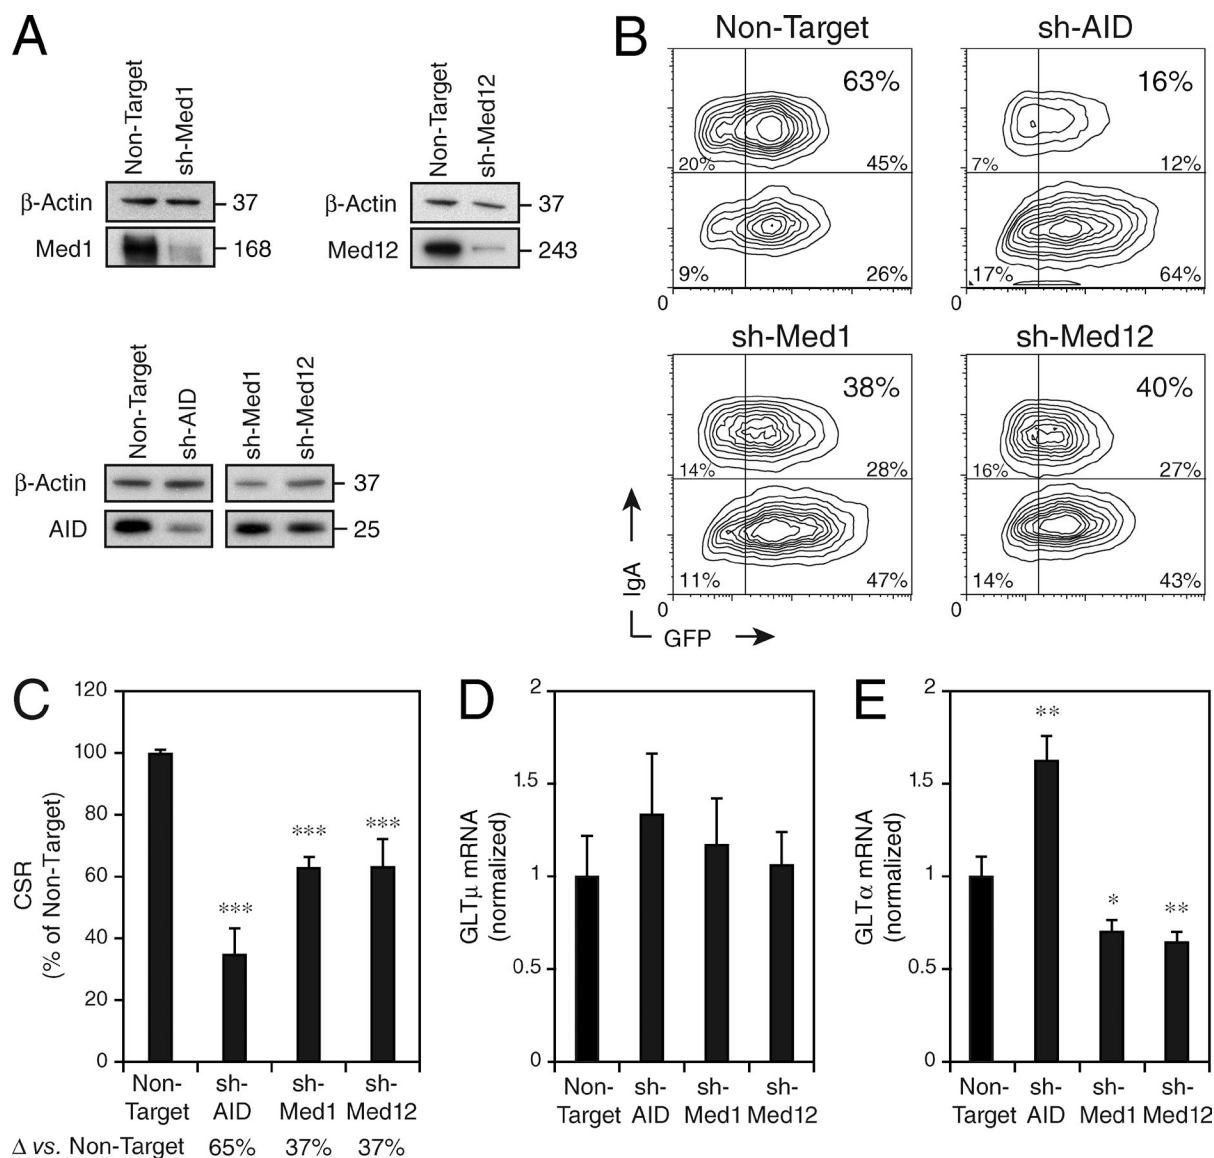 A
Non-Target
sh-Med1
β-Actin
37
Med1
168
Non-Target
sh-Med12
β-Actin
37
Med12
243
Non-Target
sh-AID
sh-Med1
sh-Med12
β-Actin
37
AID
25
B
Non-Target
63%
20%
45%
9%
26%
0
sh-AID
16%
7%
12%
17%
64%
0
sh-Med1
38%
14%
28%
11%
47%
0
sh-Med12
40%
16%
27%
14%
43%
0
IgA
GFP
C
CSR
(% of Non-Target)
120
100
80
60
40
20
0
***
***
***
Non-
Target
sh-
AID
sh-
Med1
sh-
Med12
Δ vs. Non-Target 65% 37% 37%
D
GLTμ mRNA
(normalized)
2
1.5
1
0.5
0
Non-
Target
sh-
AID
sh-
Med1
sh-
Med12
E
GLTα mRNA
(normalized)
2
1.5
1
0.5
0
**
*
**
Non-
Target
sh-
AID
sh-
Med1
sh-
Med12